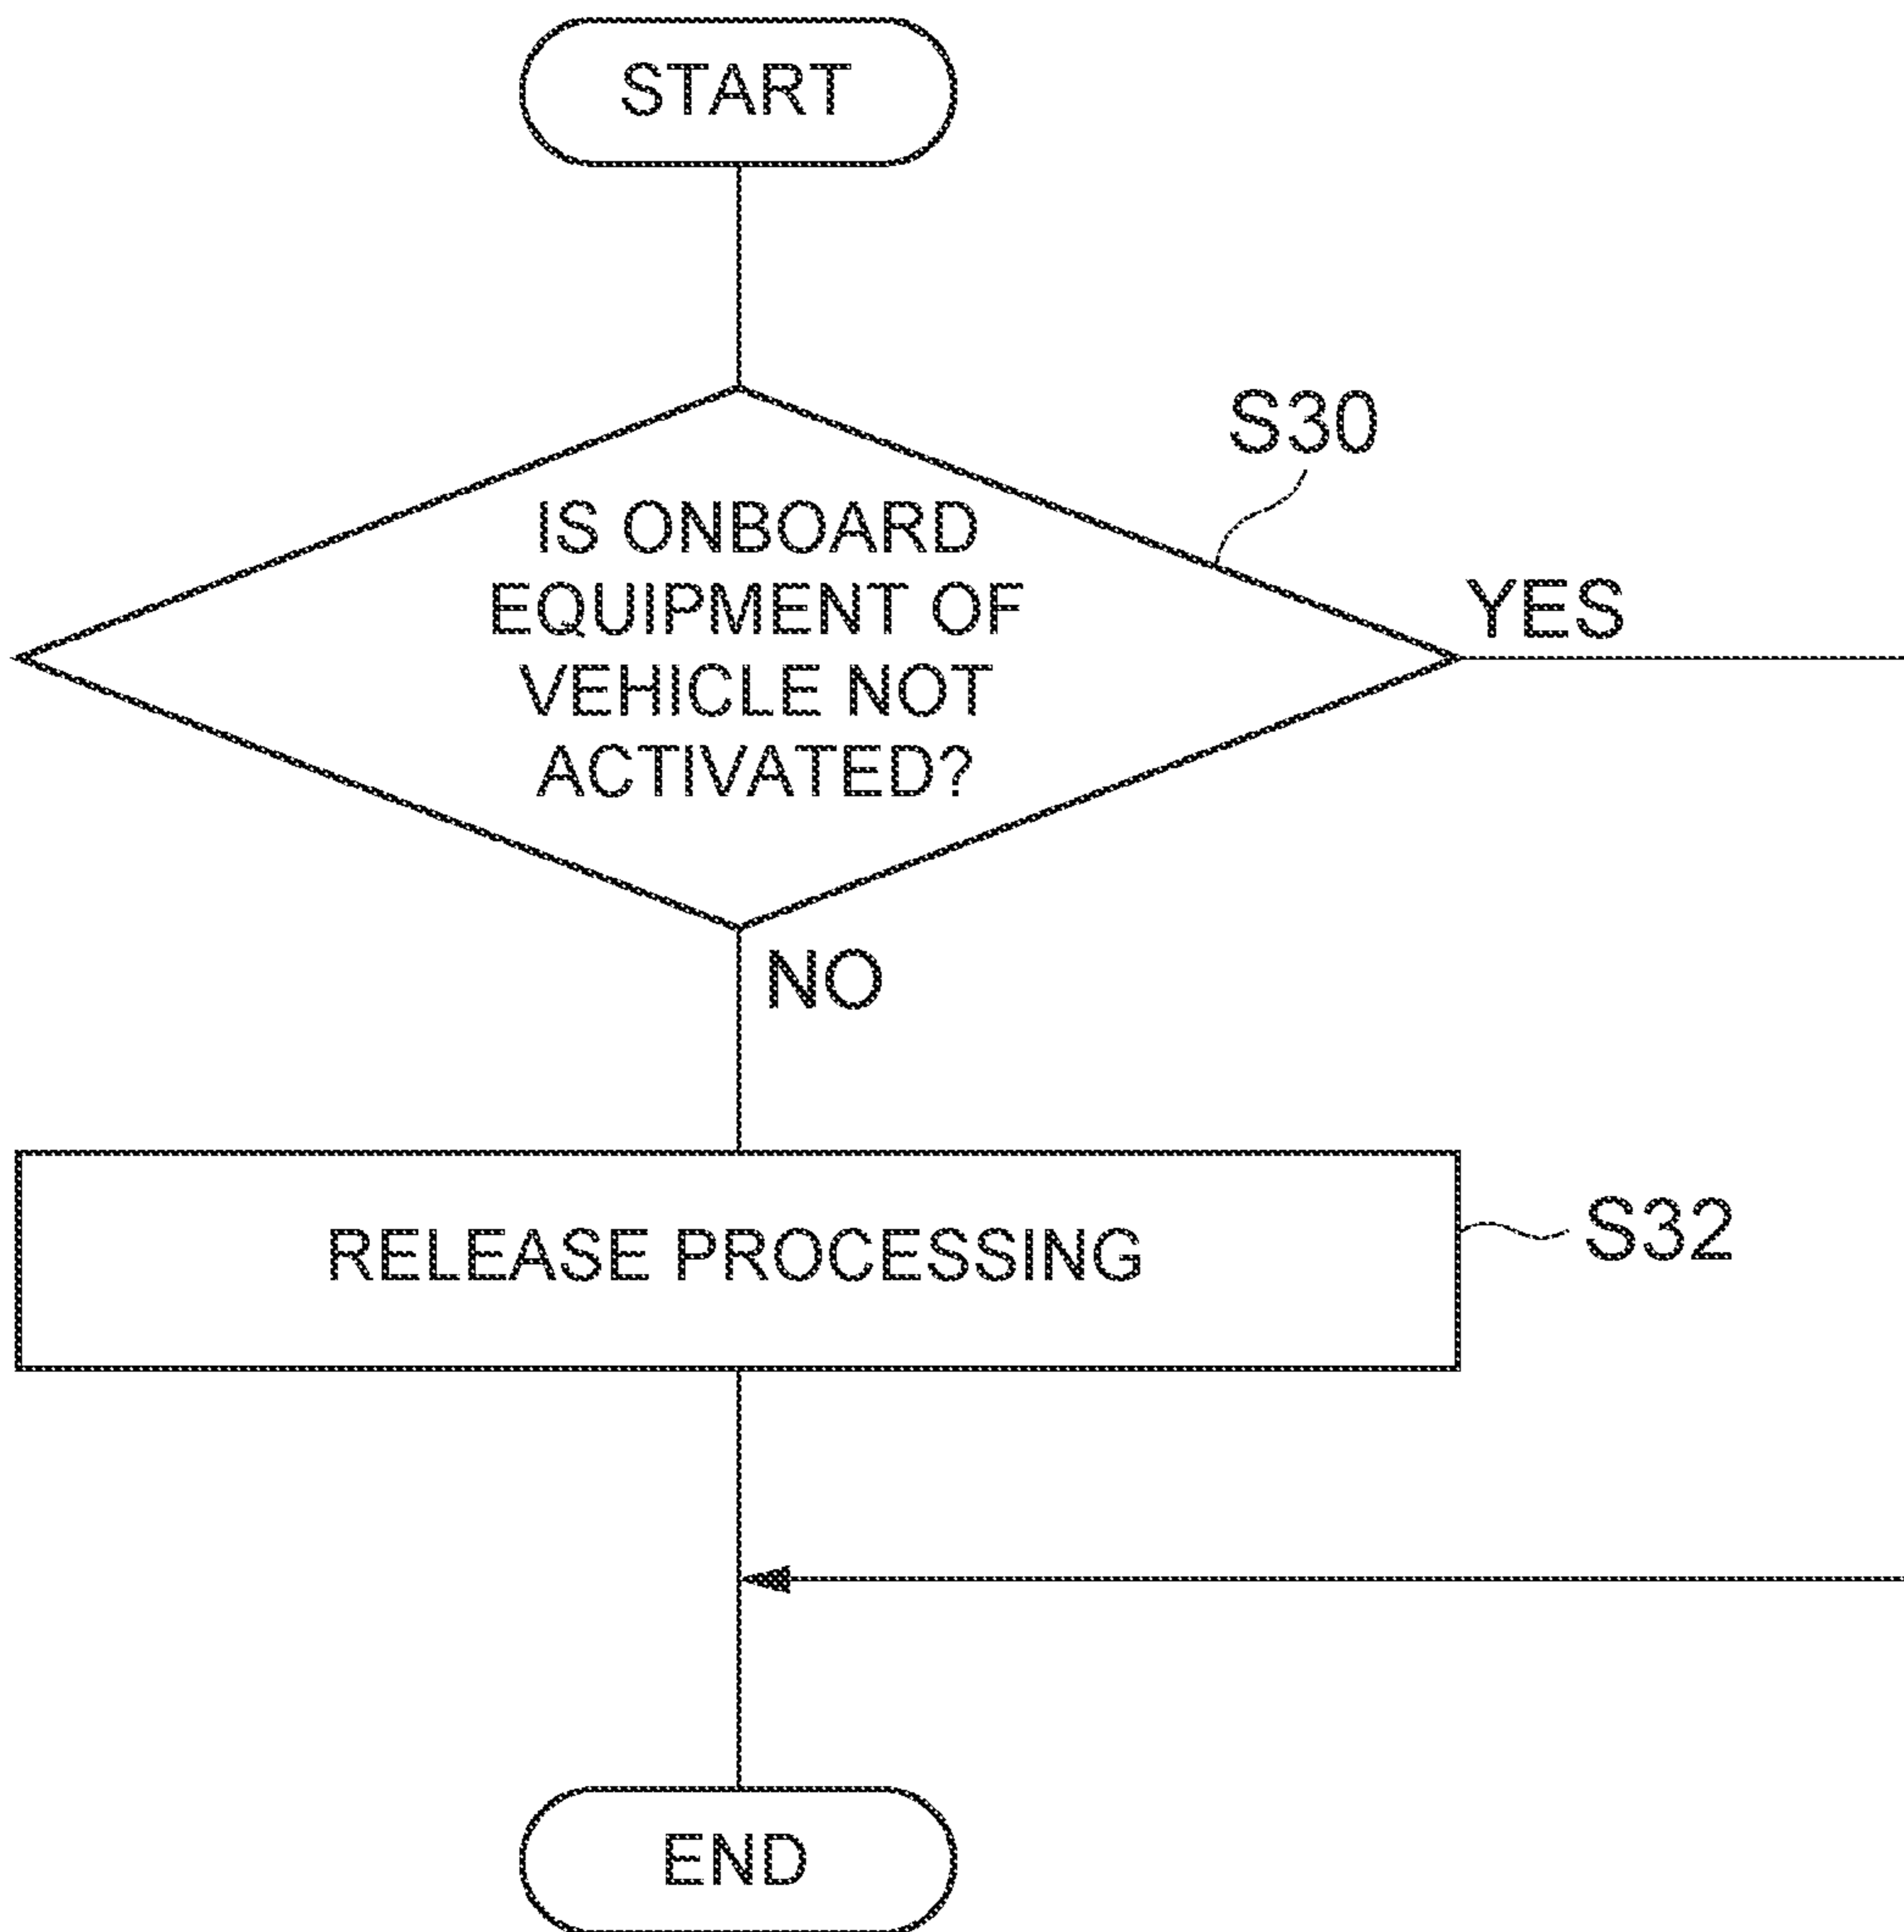 START
S30
IS ONBOARD
EQUIPMENT OF
VEHICLE NOT
ACTIVATED?
YES
NO
RELEASE PROCESSING
S32
END